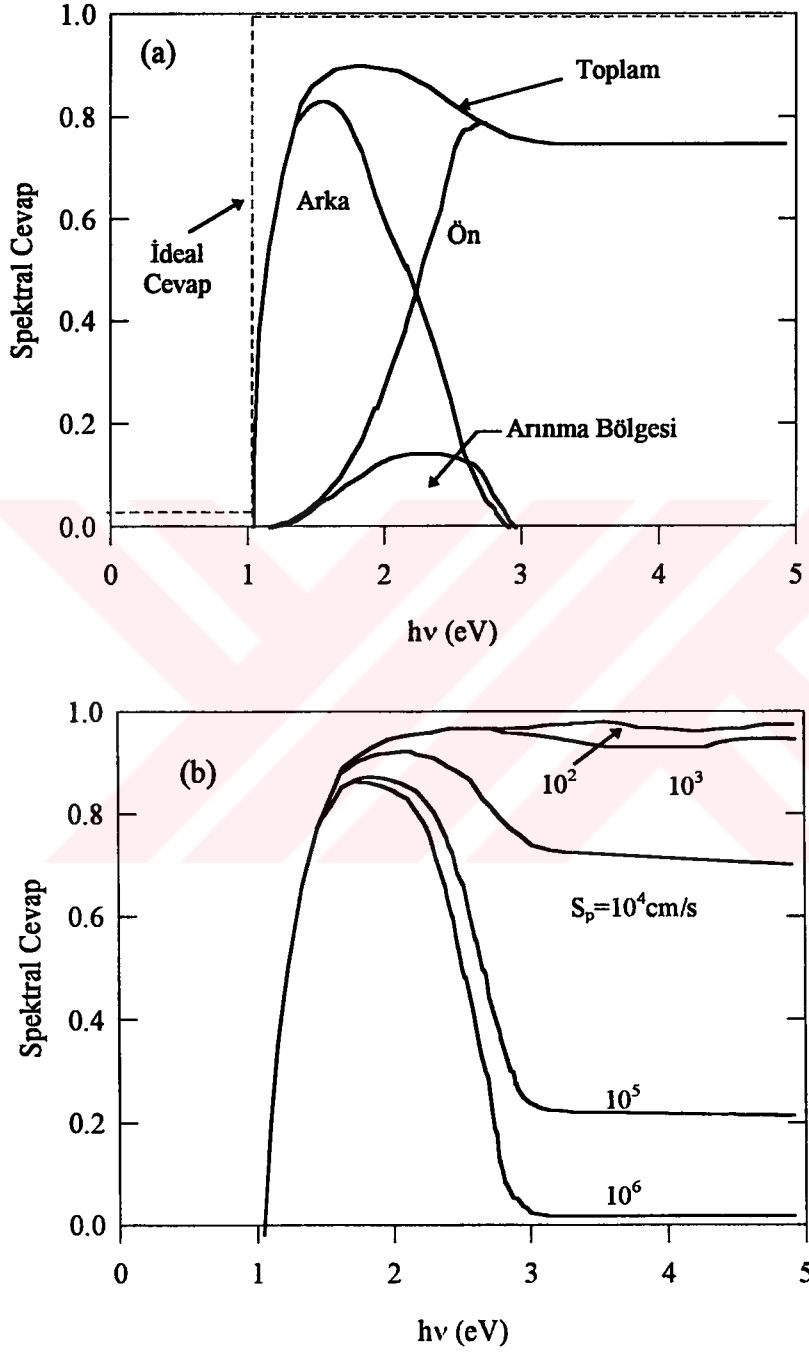 (a)
Toplam
Arka
Ön
İdeal
Cevap
Arınma Bölgesi
Spektral Cevap
1.0
0.8
0.6
0.4
0.2
0.0
0 1 2 3 4 5
hν (eV)
(b)
10² 10³
Sₚ=10⁴cm/s
10⁵
10⁶
Spektral Cevap
1.0
0.8
0.6
0.4
0.2
0.0
0 1 2 3 4 5
hν (eV)